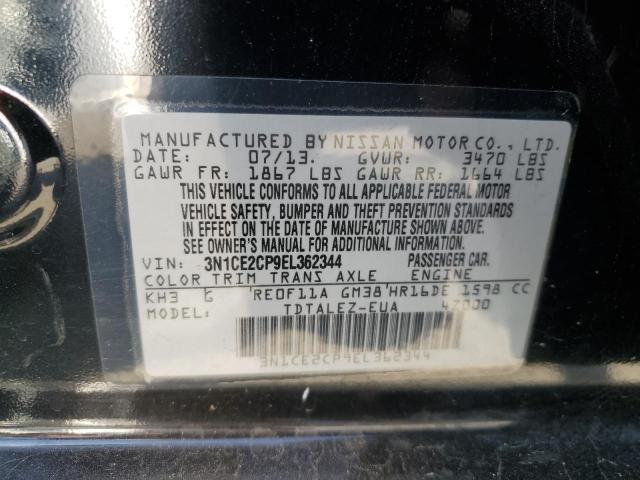 MANUFACTURED BY NISSAN MOTOR CO., LTD.
DATE: 07/13. GVWR: 3470 LBS
GAWR FR: 1867 LBS GAWR RR: 1664 LBS
THIS VEHICLE CONFORMS TO ALL APPLICABLE FEDERAL MOTOR
VEHICLE SAFETY, BUMPER AND THEFT PREVENTION STANDARDS
IN EFFECT ON THE DATE OF MANUFACTURE SHOWN ABOVE.
SEE OWNER'S MANUAL FOR ADDITIONAL INFORMATION
VIN: 3N1CE2CP9EL362344 PASSENGER CAR.
COLOR TRIM TRANS AXLE ENGINE
KH3 G RE0F11A GM38 HR16DE 1598 CC
MODEL: TDTALEZ-EUA 47000
3N1CE2CP9EL362344